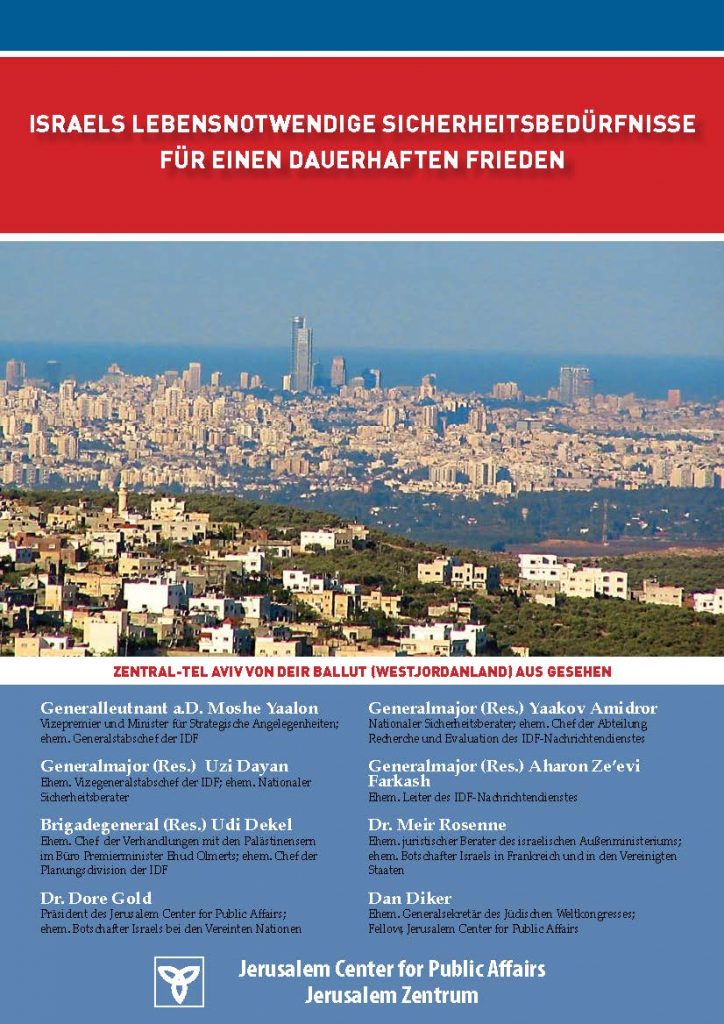 ISRAELS LEBENSNOTWENDIGE SICHERHEITSBEDÜRFNISSE
FÜR EINEN DAUERHAFTEN FRIEDEN
ZENTRAL-TEL AVIV VON DEIR BALLUT (WESTJORDANLAND) AUS GESEHEN
Generalleutnant a.D. Moshe Yaalon
Vizepremier und Minister für Strategische Angelegenheiten;
ehem. Generalstabschef der IDF
Generalmajor (Res.) Uzi Dayan
Ehem. Vizegeneralstabschef der IDF; ehem. Nationaler
Sicherheitsberater
Brigadegeneral (Res.) Udi Dekel
Ehem. Chef der Verhandlungen mit den Palästinensern
im Büro Premierminister Ehud Olmerts; ehem. Chef der
Planungsdivision der IDF
Dr. Dore Gold
Präsident des Jerusalem Center for Public Affairs;
ehem. Botschafter Israels bei den Vereinten Nationen
Generalmajor (Res.) Yaakov Amidror
Nationaler Sicherheitsberater; ehem. Chef der Abteilung
Recherche und Evaluation des IDF-Nachrichtendienstes
Generalmajor (Res.) Aharon Ze'evi
Farkash
Ehem. Leiter des IDF-Nachrichtendienstes
Dr. Meir Rosenne
Ehem. juristischer Berater des israelischen Außenministeriums;
ehem. Botschafter Israels in Frankreich und in den Vereinigten
Staaten
Dan Diker
Ehem. Generalsekretär des Jüdischen Weltkongresses;
Fellow, Jerusalem Center for Public Affairs
Jerusalem Center for Public Affairs
Jerusalem Zentrum